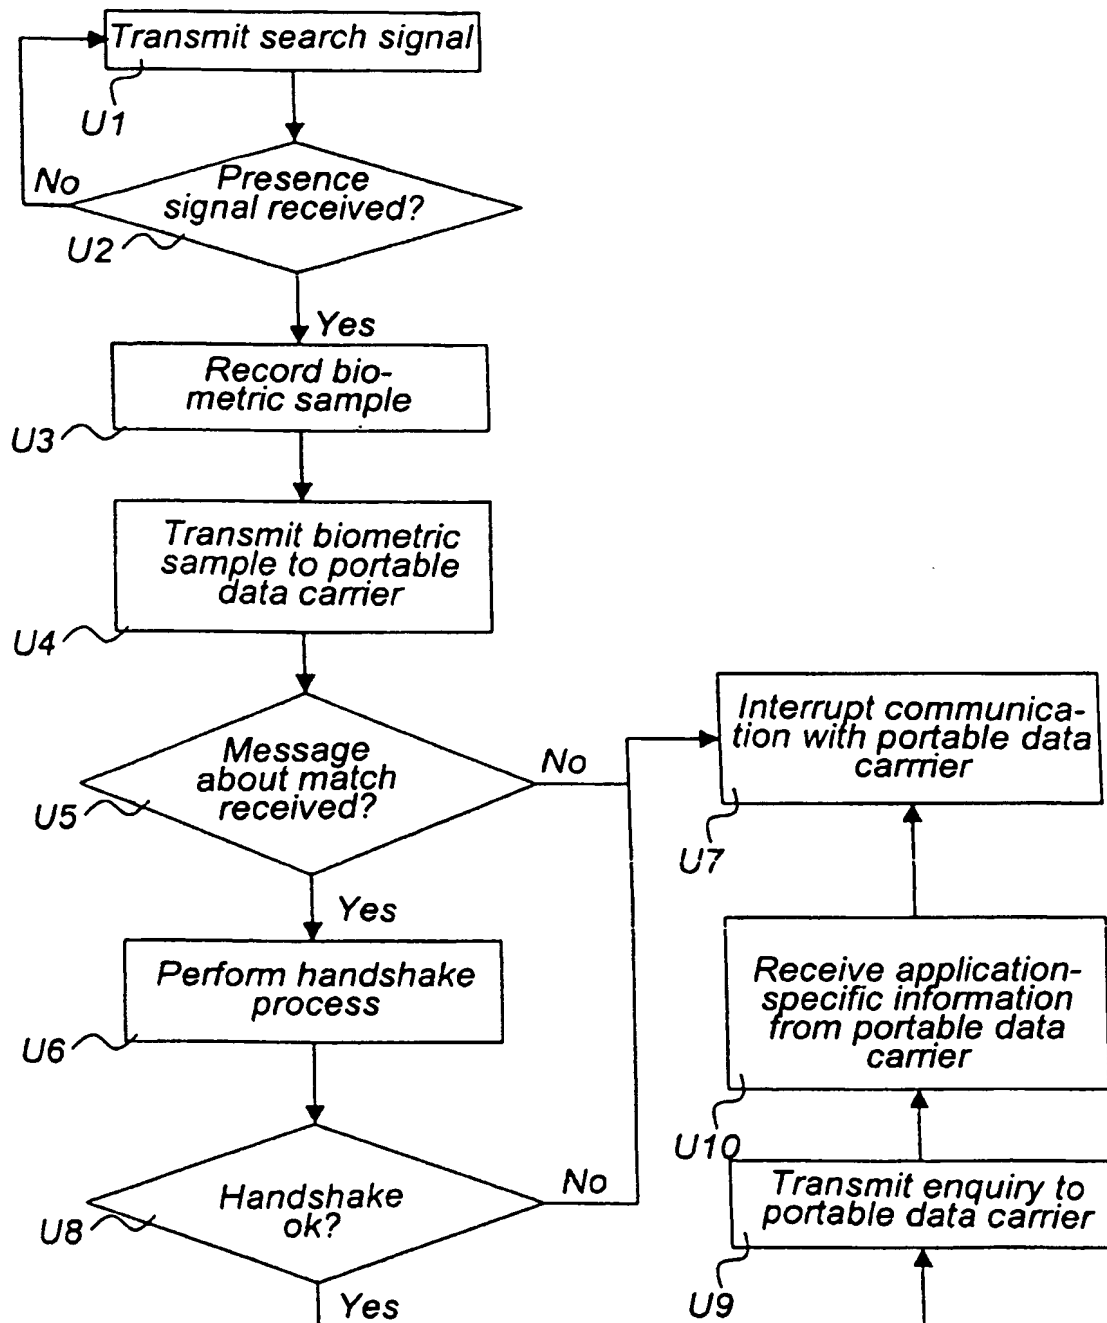 Transmit search signal
U1
No
Presence
signal received?
U2
Yes
Record bio-
metric sample
U3
Transmit biometric
sample to portable
data carrier
U4
Message
about match
received?
No
U5
Yes
Perform handshake
process
U6
Handshake
ok?
No
U8
Yes
Interrupt communica-
tion with portable data
carrrier
U7
Receive application-
specific information
from portable data
carrier
U10
Transmit enquiry to
portable data carrier
U9